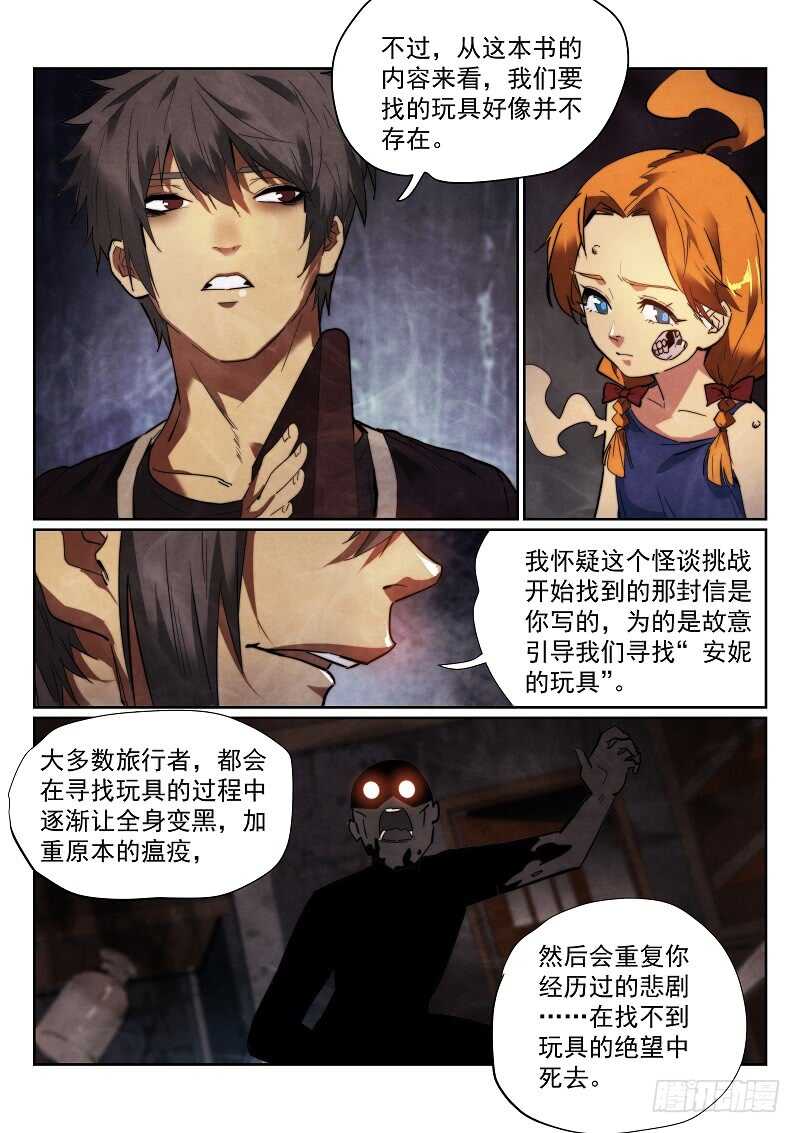 不过，从这本书的
内容来看，我们要
找的玩具好像并不
存在。
我怀疑这个怪谈挑战
开始找到的那封信是
你写的，为的是故意
引导我们寻找“安妮
的玩具”。
大多数旅行者，都会
在寻找玩具的过程中
逐渐让全身变黑，加
重原本的瘟疫，
然后会重复你
经历过的悲剧
……在找不到
玩具的绝望中
死去。
腾讯动漫